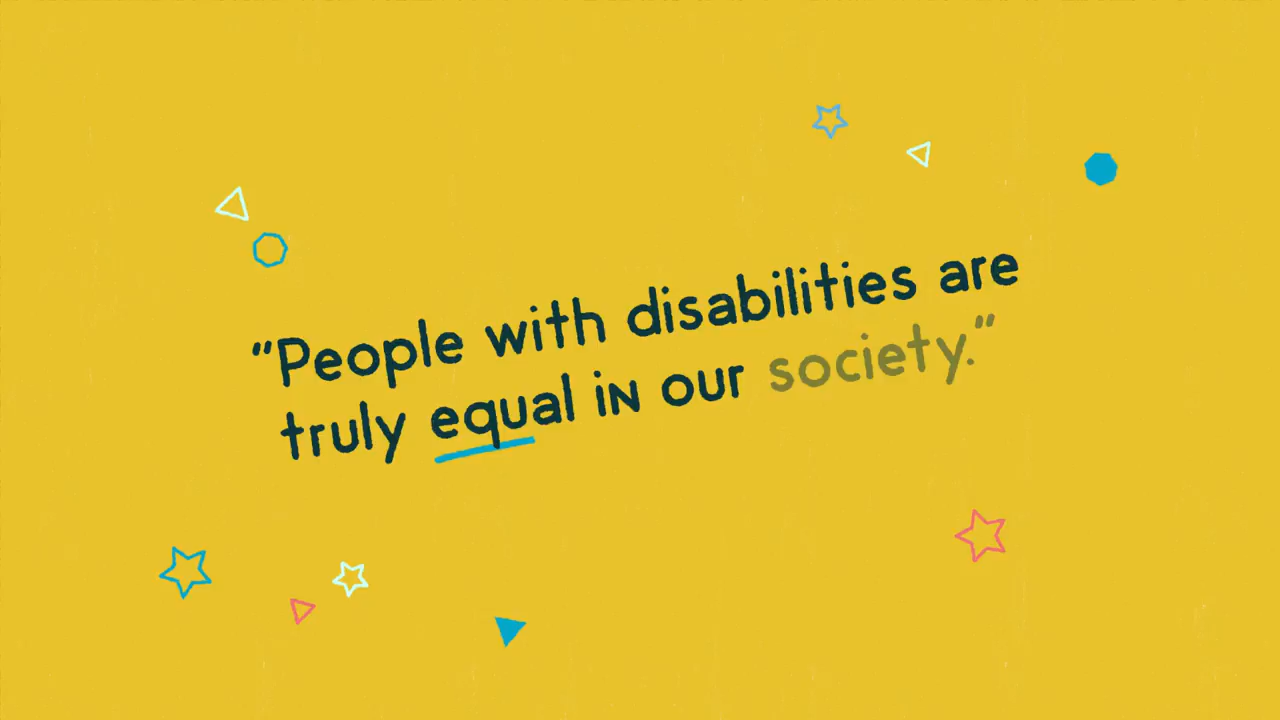 “People with disabilities are
truly equal in our society.”